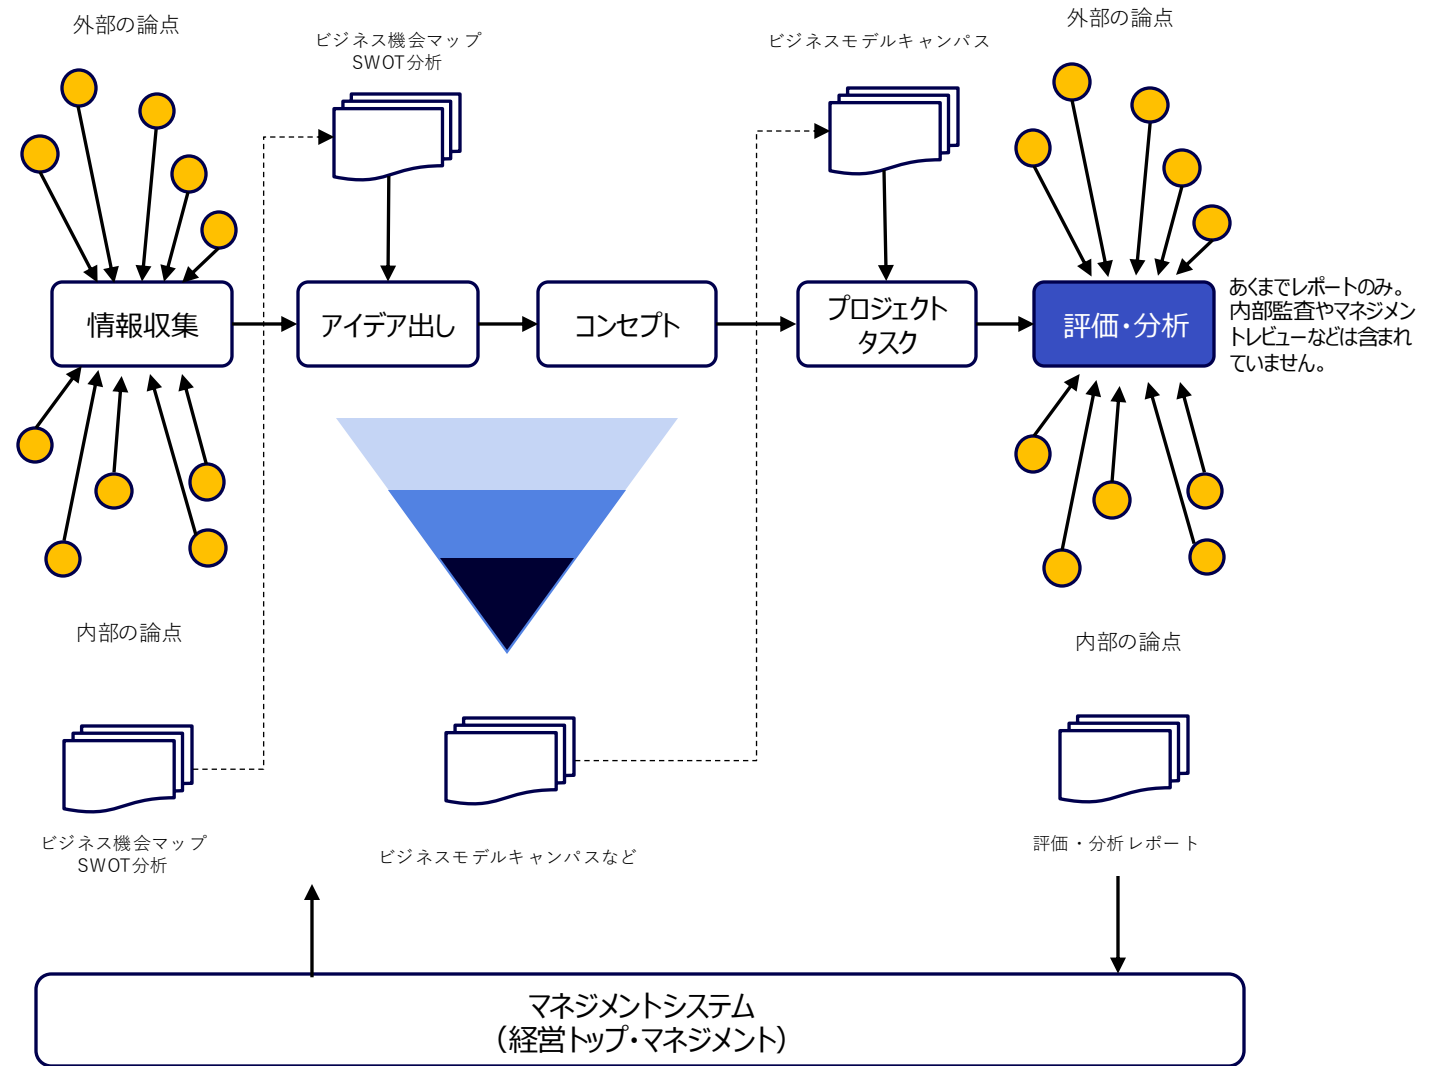 外部の論点
ビジネス機会マップ
SWOT分析
ビジネスモデルキャンパス
外部の論点
情報収集
アイデア出し
コンセプト
プロジェクト
タスク
評価・分析
あくまでレポートのみ。
内部監査やマネジメン
トレビューなどは含まれ
ていません。
内部の論点
内部の論点
ビジネス機会マップ
SWOT分析
ビジネスモデルキャンパスなど
評価・分析レポート
マネジメントシステム
（経営トップ・マネジメント）